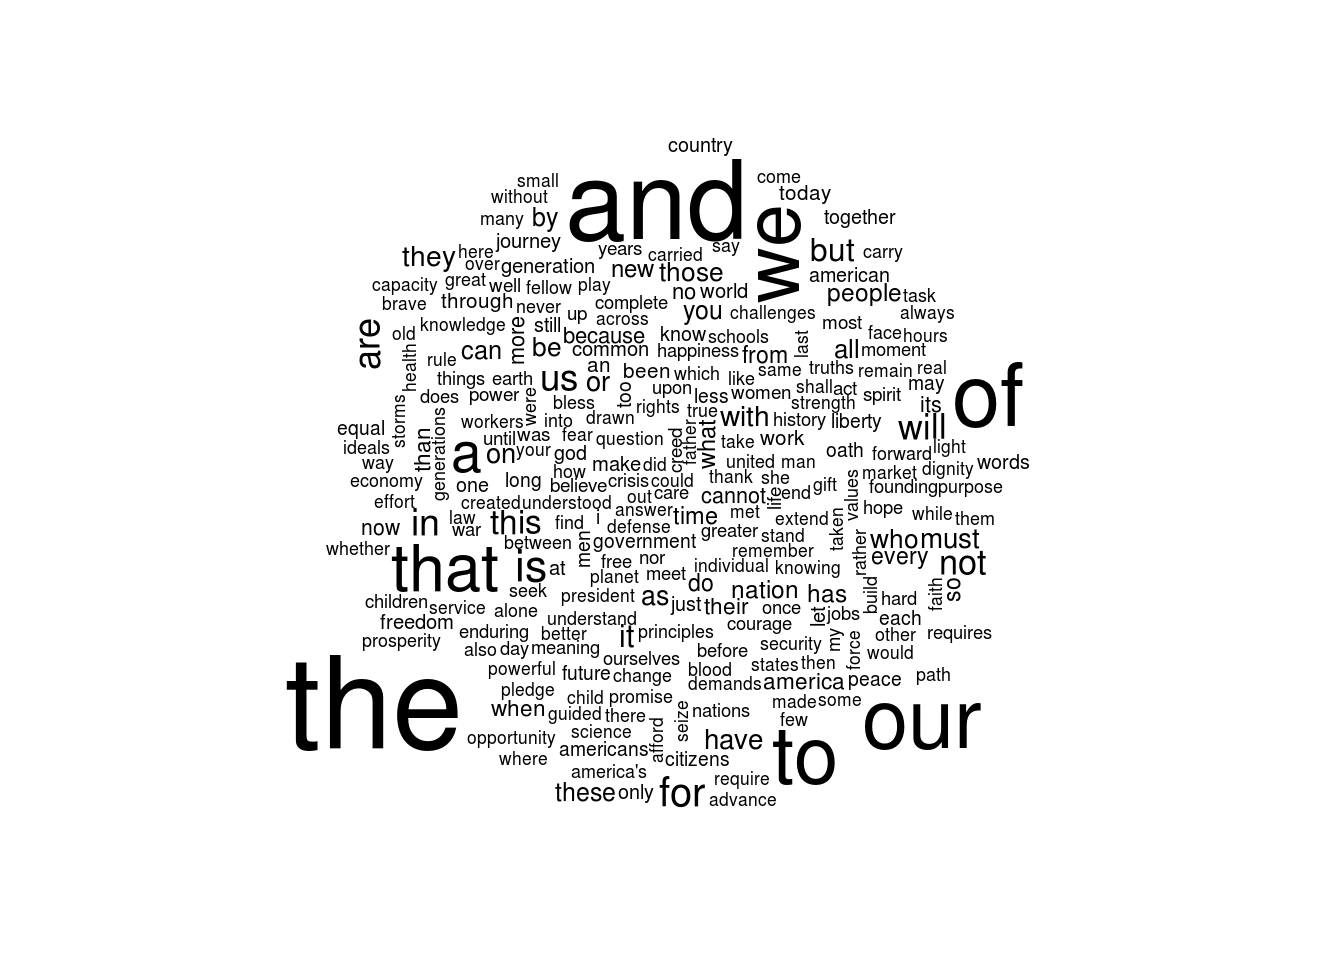 country
small and come
without today
many by we together
journey years carried say but carry
they here
over generation new those american
capacity great well fellow play no world people task
brave through never up complete you challenges always
are old knowledge more still across most face hours
because know schools last
rule can be common happiness from all moment
health things earth us an been which like same truths remain real
does power were or too upon less women shall act spirit may
storms bless rights strength its of
workers into drawn true with history liberty will
equal until was fear question creed father what take work
ideals than generations a on your god make did oath forward light
way how united man market dignity words
economy one long believe crisis could thank she gift founding purpose
effort created understood out care cannot life end values
now in law this find i answer time met extend taken hope while them
war defense greater stand
whether between men government remember rather who must
that is at free nor individual knowing every not
planet meet do
children seek president as just nation has build hard faith so
service alone their once let jobs
freedom understand courage each
prosperity enduring better it principles my other requires
also day meaning before security force would
the powerful ourselves blood states then path
future change demands america peace
pledge child promise made some our
when guided there seize nations few
opportunity science have to
where americans afford citizens
america's require
these only for advance